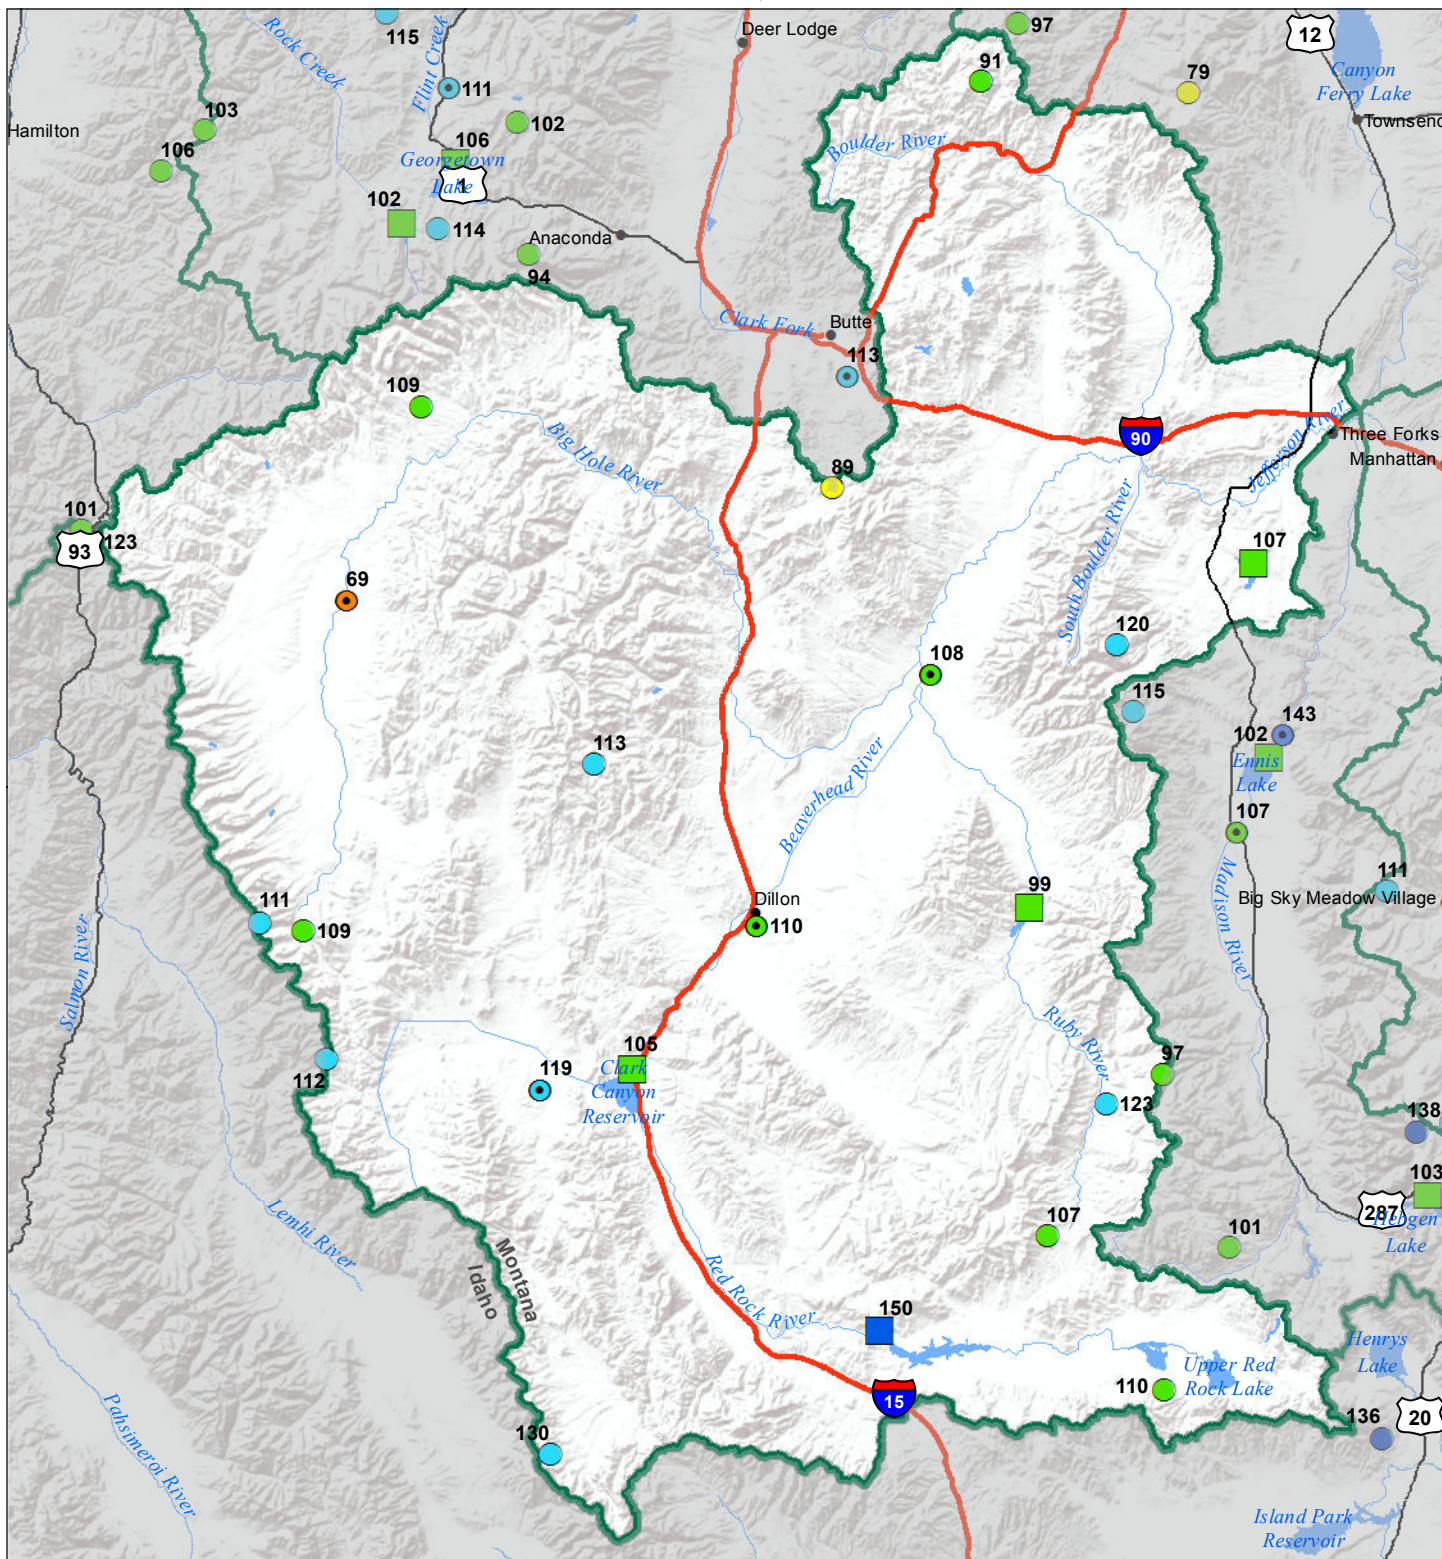 115
Rock Creek
Flint Creek
Deer Lodge
97
12
91
79
Canyon
Ferry Lake
111
Hamilton
103
102
Townsend
106
106
Georgetown
Lake
1
Boulder River
102
114
Anaconda
94
Clark Fork
Butte
113
109
Big Hole River
90
Jefferson River
Three Forks
Manhattan
89
101
123
93
107
South Boulder River
69
120
108
115
143
102
Ennis
Lake
113
Beaverhead River
107
Madison River
111
Big Sky Meadow Village
Dillon
110
99
111
109
Salmon River
Ruby River
105
Clark
Canyon
Reservoir
97
112
119
123
138
103
287
Hebgen
Lake
107
101
Lemhi River
Montana
Idaho
Red Rock River
150
Henrys
Lake
Upper Red
Rock Lake
110
15
20
136
130
Pahsimeroi River
Island Park
Reservoir